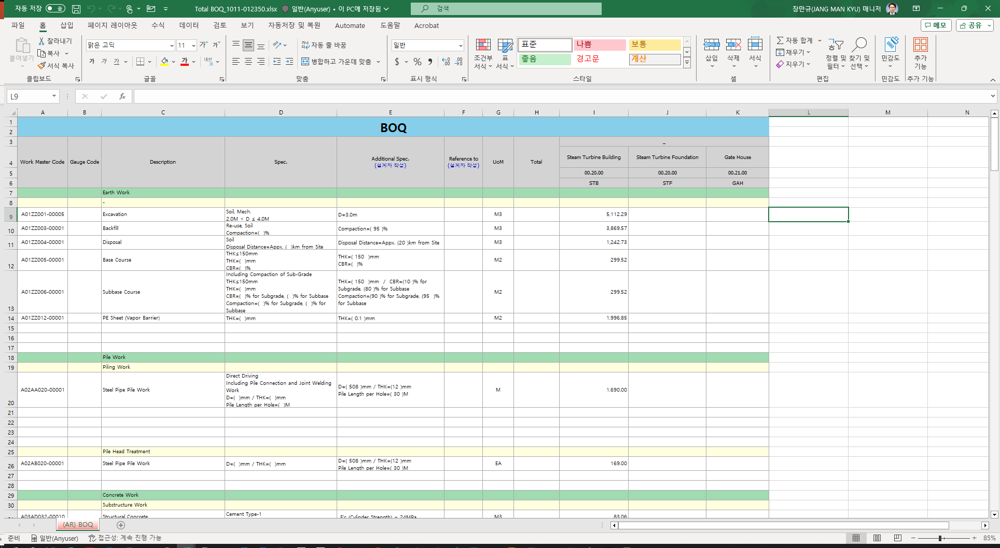 자동 저장 끔
Total BOQ_1011-012350.xlsx 일반(Anyuser) • 이 PC에 저장됨
검색
장만규(JANG MAN KYU) 매니저
파일 홈 삽입 페이지 레이아웃 수식 데이터 검토 보기 자동저장 및 복원 Automate 도움말 Acrobat
메모 공유
붙여넣기 잘라내기 복사 서식 복사
클립보드
맑은 고딕 11 가 가
가 가 가 가 내천
글꼴
자동 줄 바꿈
병합하고 가운데 맞춤
맞춤
일반
$ % 9
표시 형식
조건부 서식 표 서식
표준 나쁨 보통
좋음 경고문 계산
스타일
삽입 삭제 서식
셀
자동 합계 채우기 지우기
정렬 및 필터 찾기 및 선택
편집
민감도
민감도
추가 기능
추가 기능
L9 fx
A B C D E F G H I J K L M N
1
2 BOQ
3 –
4 Work Master Code Gauge Code Description Spec. Additional Spec. (설계자 작성) Reference to (설계자 작성) UoM Total Steam Turbine Building Steam Turbine Foundation Gate House
5 00.20.00 00.20.00 00.21.00
6 STB STF GAH
7 Earth Work
8 -
9 A01ZZ001-00005 Excavation Soil, Mech.
2.0M < D ≤ 4.0M D=3.0m M3 5,112.29
10 A01ZZ003-00001 Backfill Re-use, Soil
Compaction=( )% Compaction=( 95 )% M3 3,869.57
11 A01ZZ004-00001 Disposal Soil
Disposal Distance=Appx. ( )km from Site Disposal Distance=Appx. (20 )km from Site M3 1,242.73
12 A01ZZ005-00001 Base Course THK≤150mm
THK=( )mm
CBR=( )% THK=( 150 )mm
CBR=( )% M2 299.52
13 A01ZZ006-00001 Subbase Course Including Compaction of Sub-Grade
THK≤150mm
THK=( )mm
CBR=( )% for Subgrade, ( )% for Subbase
Compaction=( )% for Subgrade, ( )% for
Subbase
THK=( 150 )mm / CBR=(10 )% for
Subgrade, (80 )% for Subbase
Compaction=(90 )% for Subgrade, (95 )%
for Subbase M2 299.52
14 A01ZZ012-00001 PE Sheet (Vapor Barrier) THK=( )mm THK=( 0.1 )mm M2 1,996.85
15
16
17
18 Pile Work
19 Piling Work
20 A02AA020-00001 Steel Pipe Pile Work Direct Driving
Including Pile Connection and Joint Welding
Work
D=( )mm / THK=( )mm
Pile Length per Hole=( )M
D=( 508 )mm / THK=(12 )mm
Pile Length per Hole=( 30 )M M 1,690.00
21
22
23
24
25 Pile Head Treatment
26 A02AB020-00001 Steel Pipe Pile Work D=( )mm / THK=( )mm D=( 508 )mm / THK=(12 )mm
Pile Length per Hole=( 30 )M EA 169.00
27
28
29 Concrete Work
30 Substructure Work
A03AD032-00010 Structural Concrete Cement Type-1 F'c (Cylinder Strength) = 24MPa M3 83.06
(AR) BOQ
준비 일반(Anyuser) 접근성: 계속 진행 가능 85%